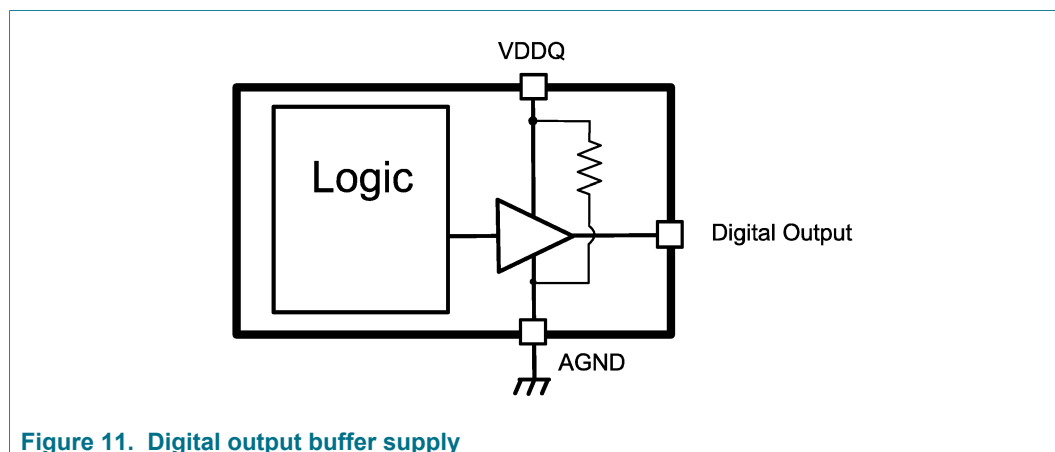 VDDQ
Logic
Digital Output
AGND
Figure 11. Digital output buffer supply